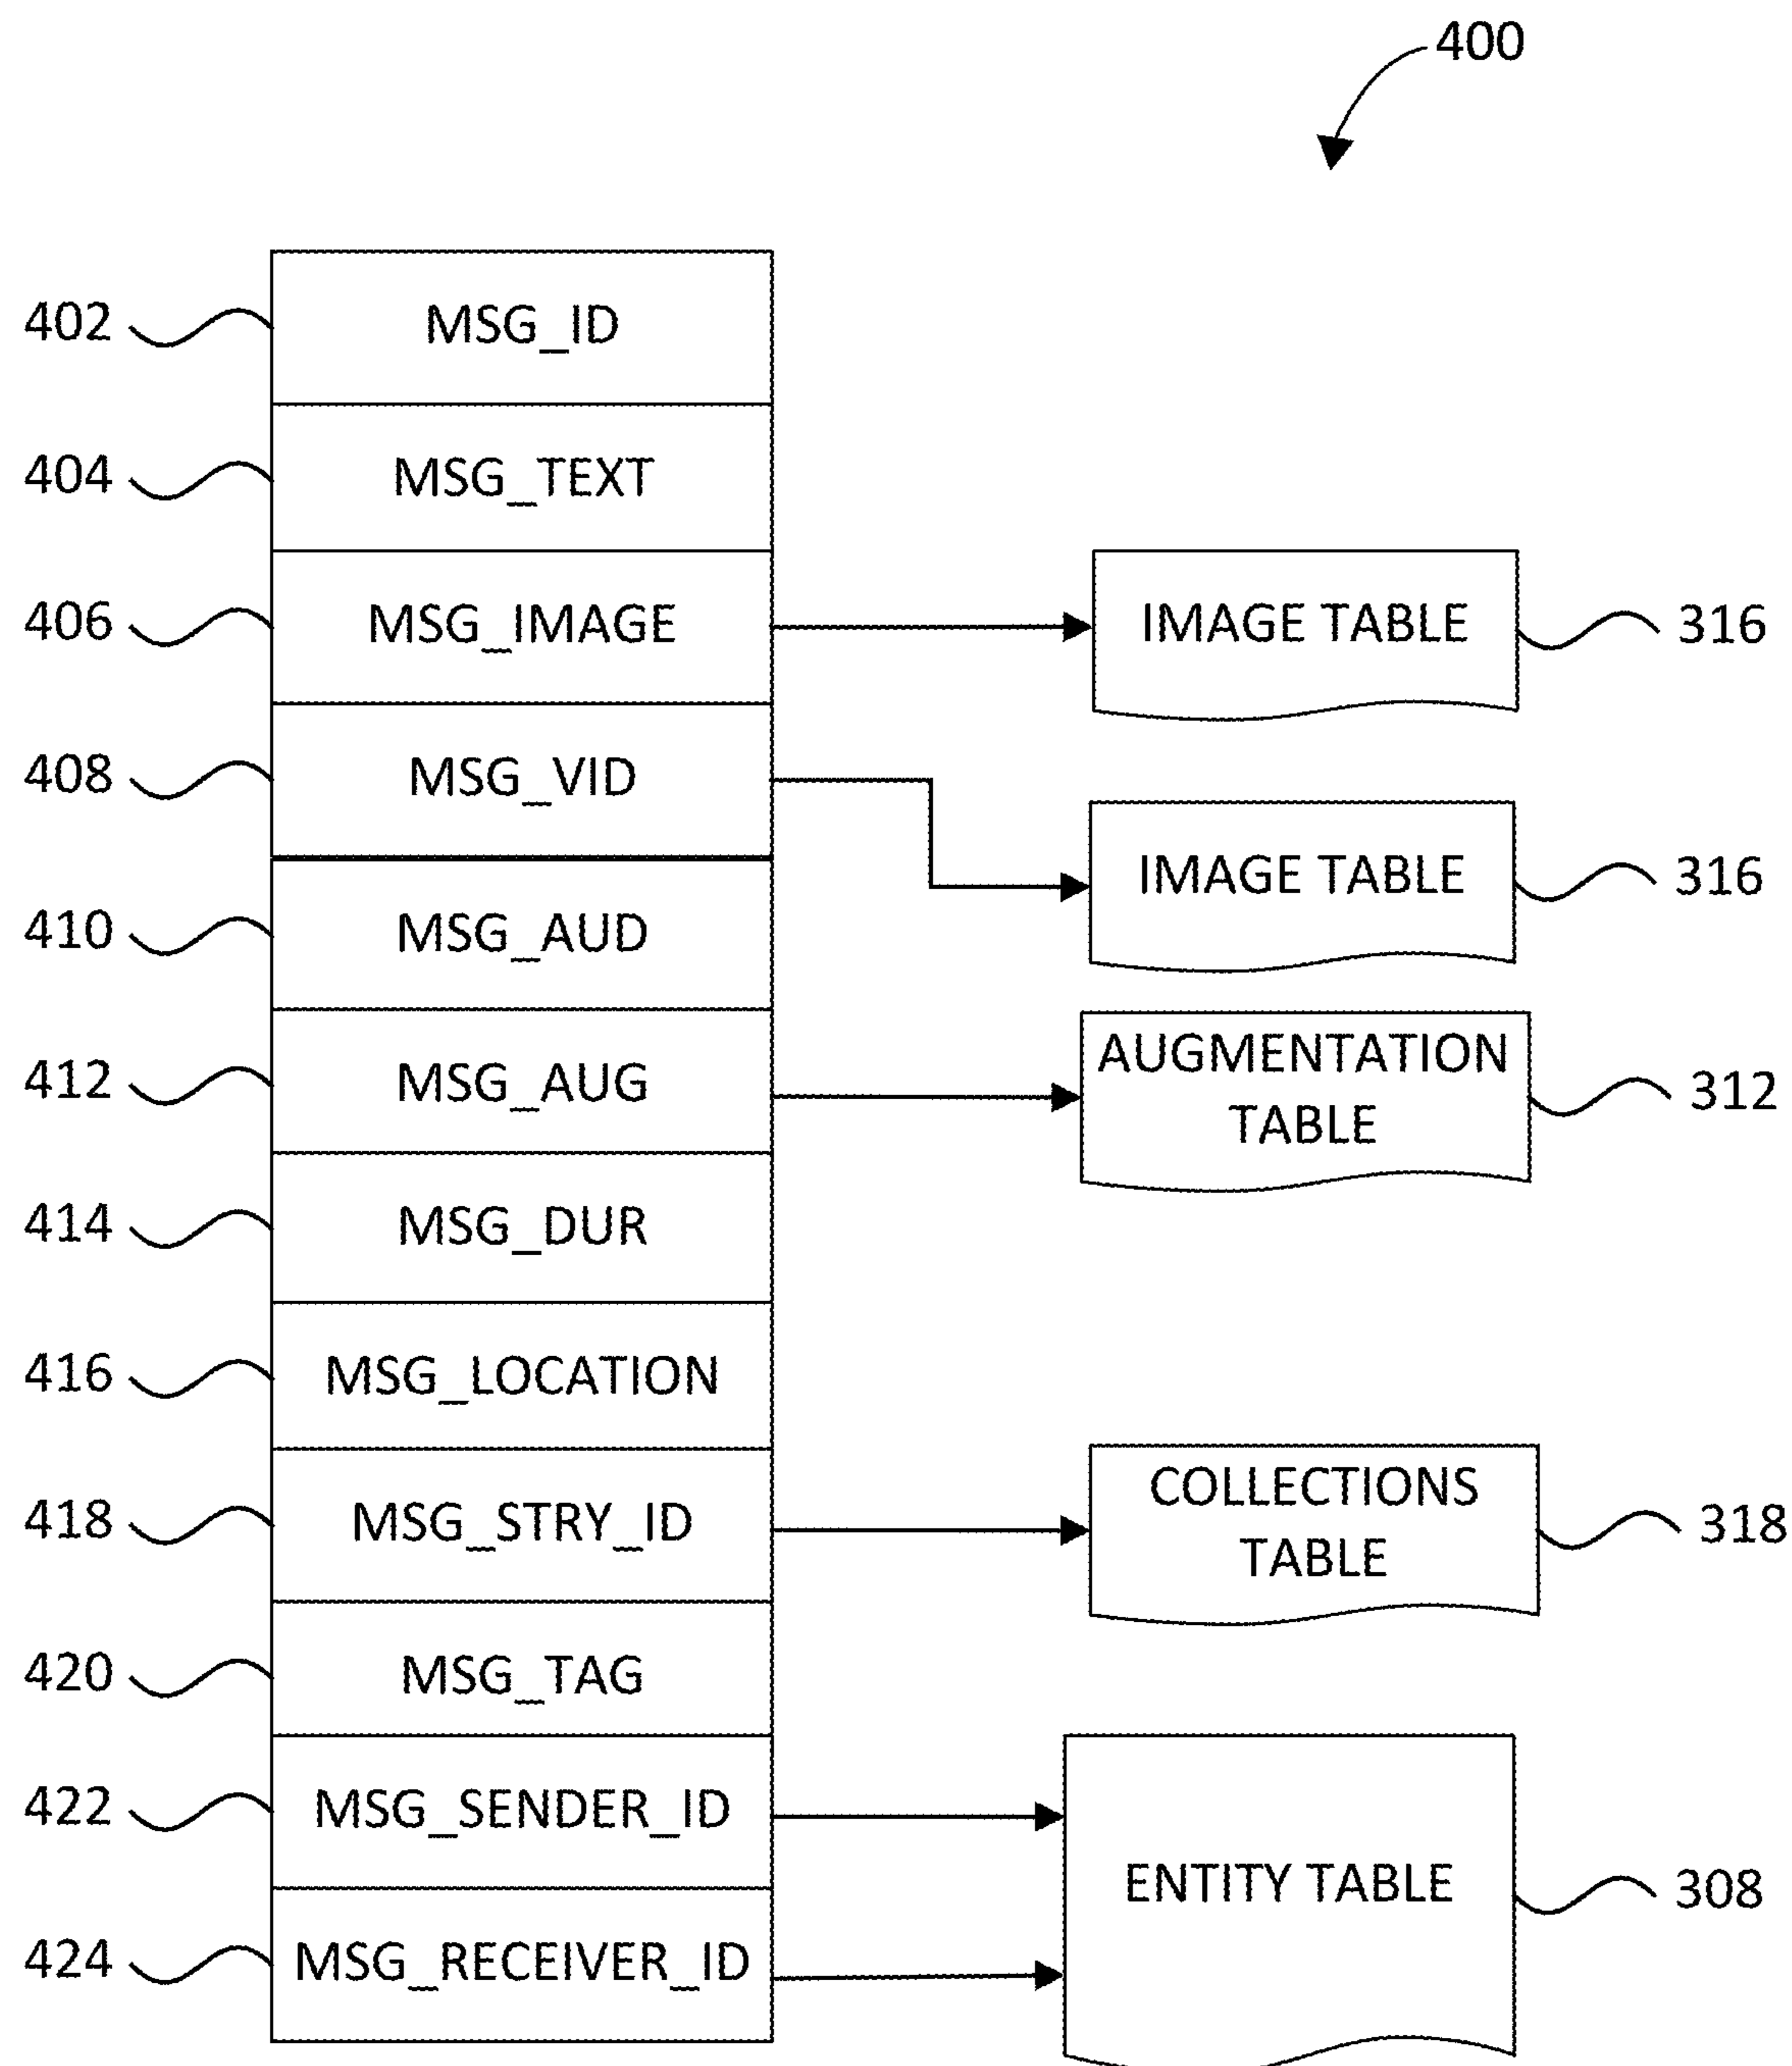 400
402 MSG_ID
404 MSG_TEXT
406 MSG_IMAGE IMAGE TABLE 316
408 MSG_VID
IMAGE TABLE 316
410 MSG_AUD
412 MSG_AUG
AUGMENTATION
TABLE
312
414 MSG_DUR
416 MSG_LOCATION
418 MSG_STRY_ID
COLLECTIONS
TABLE
318
420 MSG_TAG
422 MSG_SENDER_ID
ENTITY TABLE 308
424 MSG_RECEIVER_ID